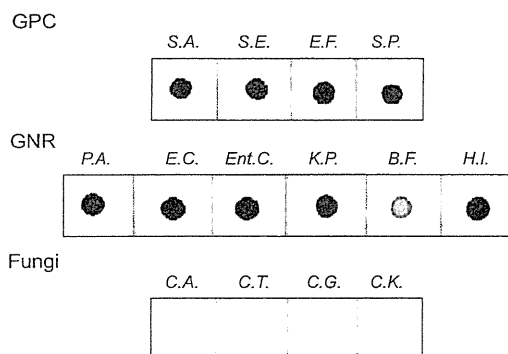 GPC
S.A. S.E. E.F. S.P.
GNR
P.A. E.C. Ent.C. K.P. B.F. H.I.
Fungi
C.A. C.T. C.G. C.K.